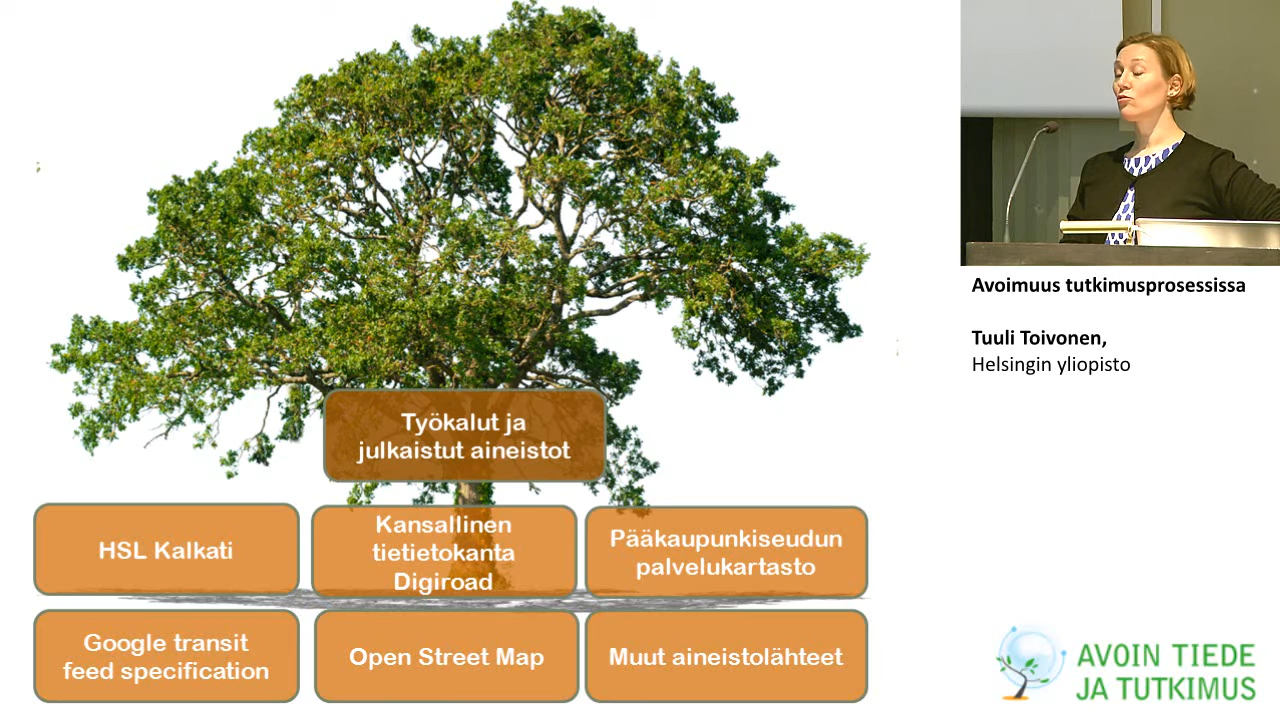 Työkalut ja
julkaistut aineistot
HSL Kalkati
Kansallinen
tietietokanta
Digiroad
Pääkaupunkiseudun
palvelukartasto
Google transit
feed specification
Open Street Map
Muut aineistolähteet
Avoimuus tutkimusprosessissa
Tuuli Toivonen,
Helsingin yliopisto
AVOIN TIEDE
JA TUTKIMUS